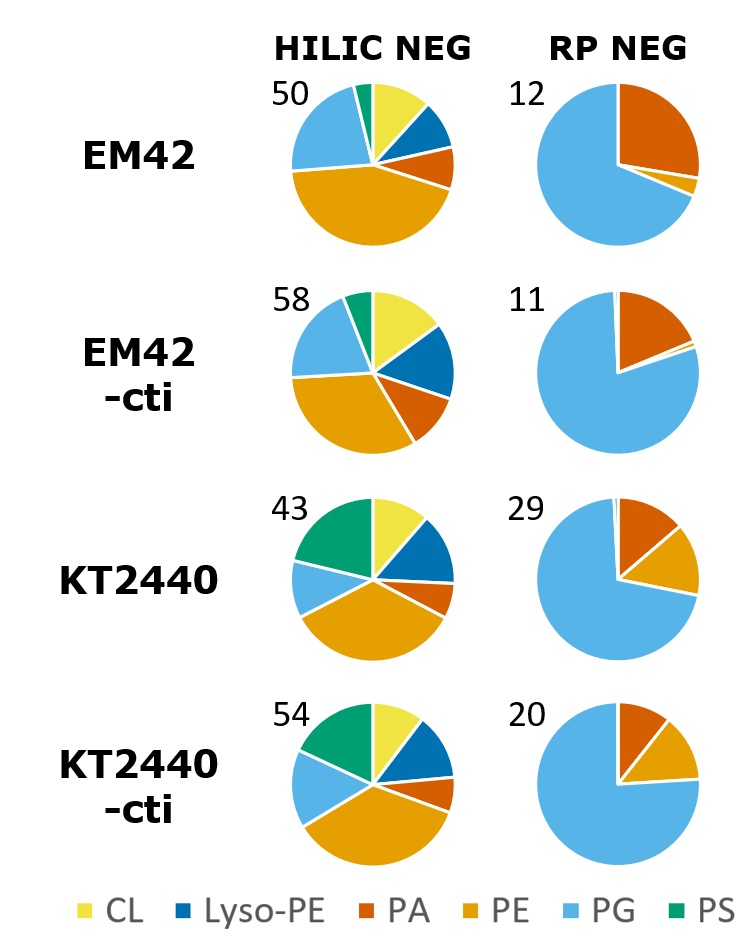 HILIC NEG RP NEG
50 12
EM42
58 11
EM42
-cti
43 29
KT2440
54 20
KT2440
-cti
CL Lyso-PE PA PE PG PS